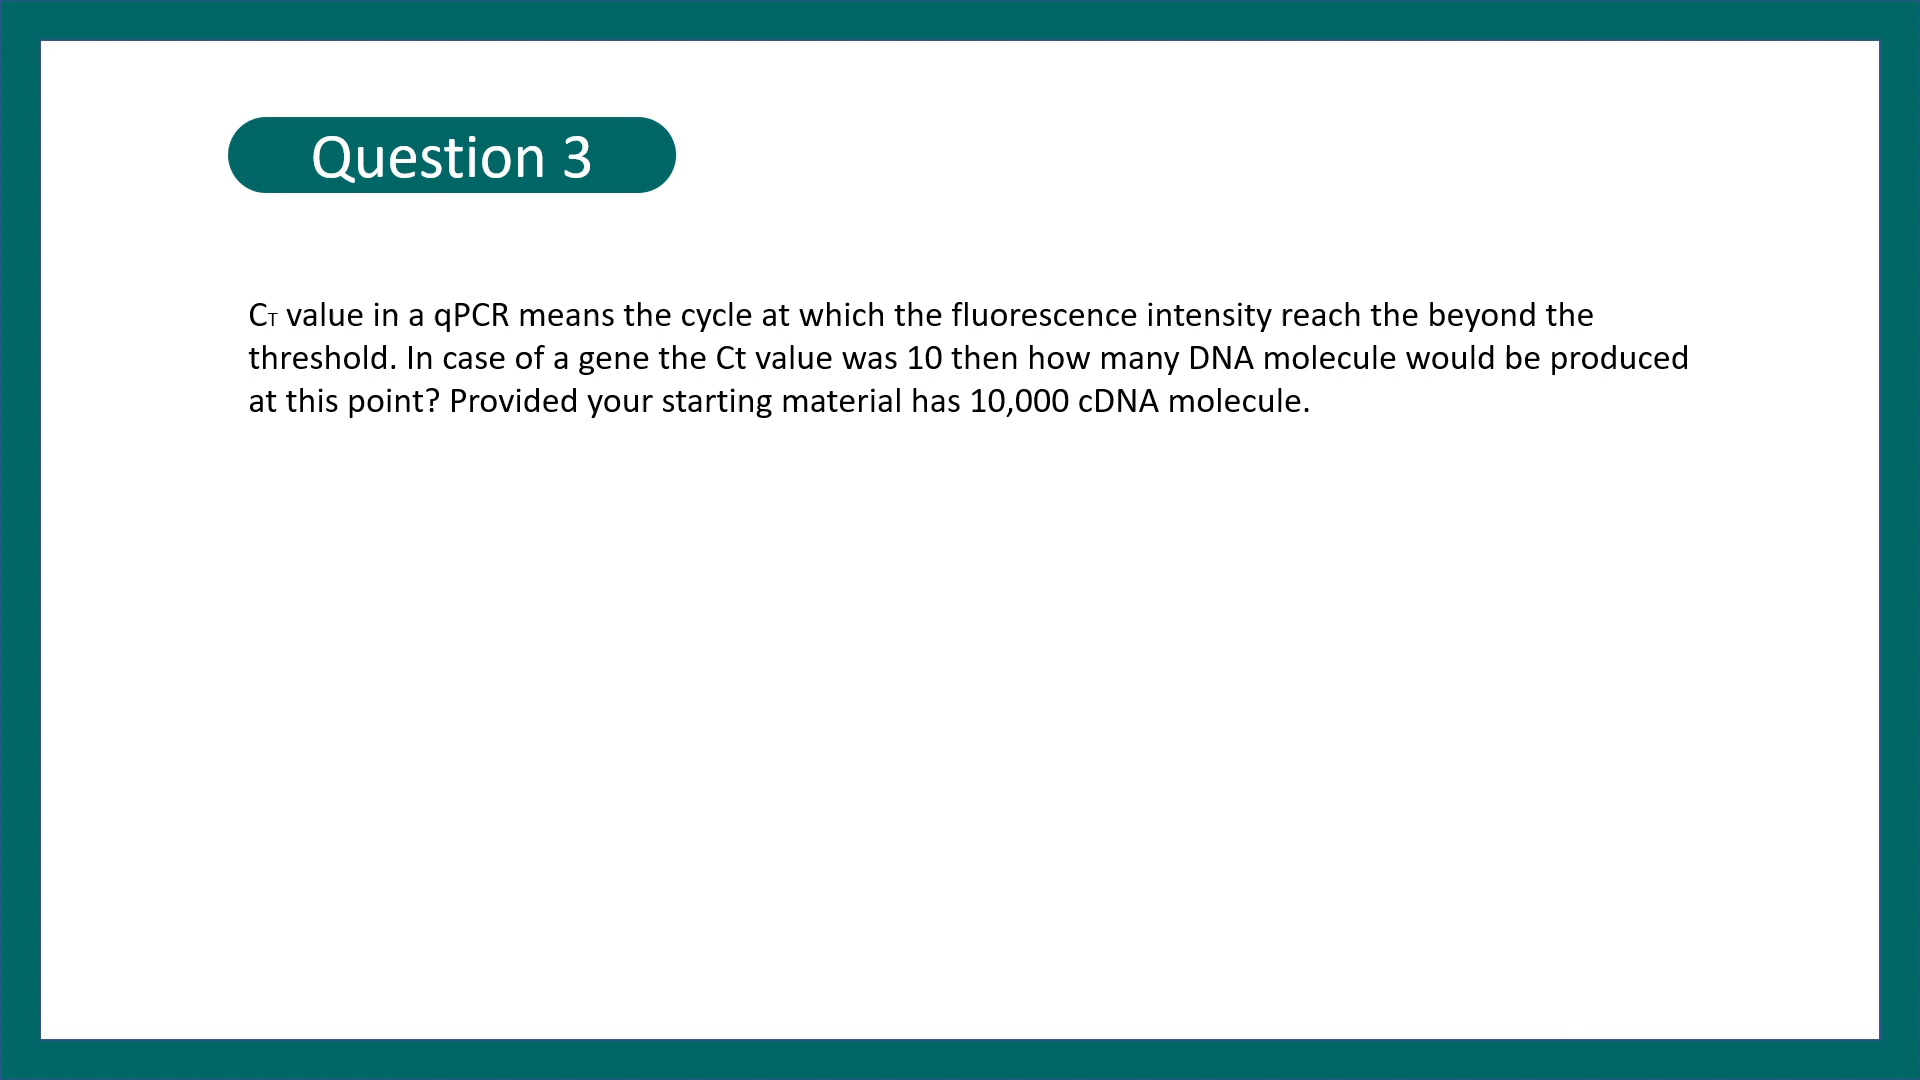 Question 3
CT value in a qPCR means the cycle at which the fluorescence intensity reach the beyond the
threshold. In case of a gene the Ct value was 10 then how many DNA molecule would be produced
at this point? Provided your starting material has 10,000 cDNA molecule.